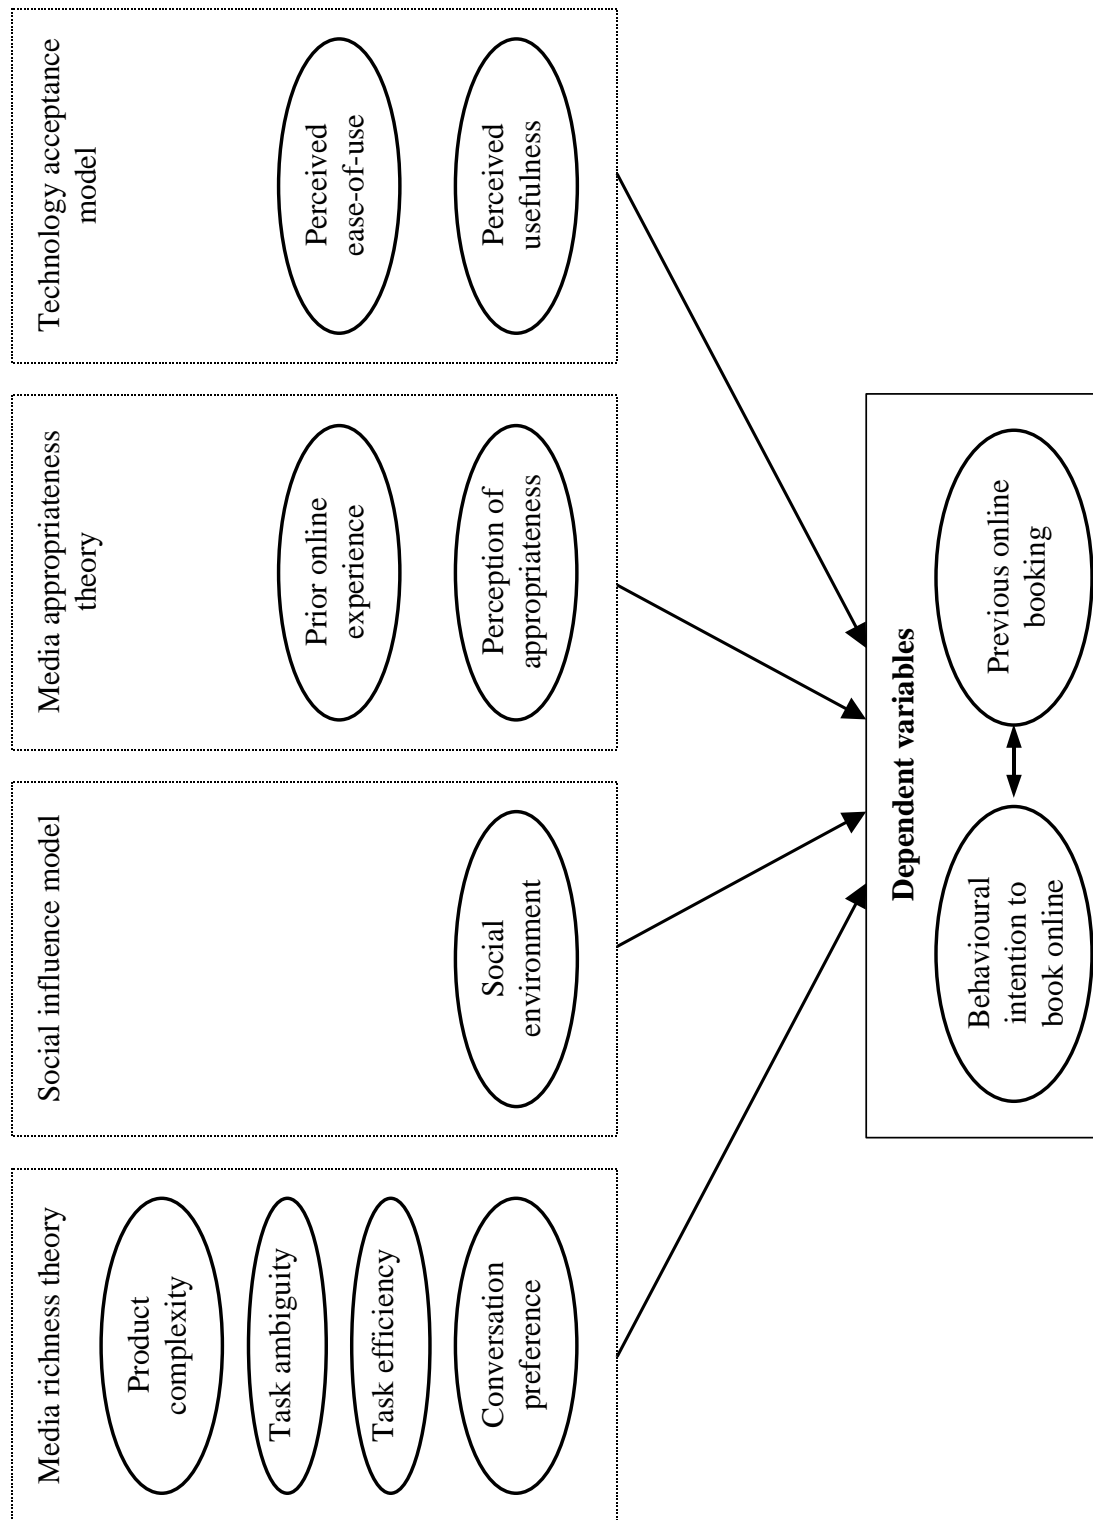 Media richness theory
Product
complexity
Task ambiguity
Task efficiency
Conversation
preference
Social influence model
Social
environment
Media appropriateness
theory
Prior online
experience
Perception of
appropriateness
Technology acceptance
model
Perceived
ease-of-use
Perceived
usefulness
Dependent variables
Behavioural
intention to
book online
Previous online
booking